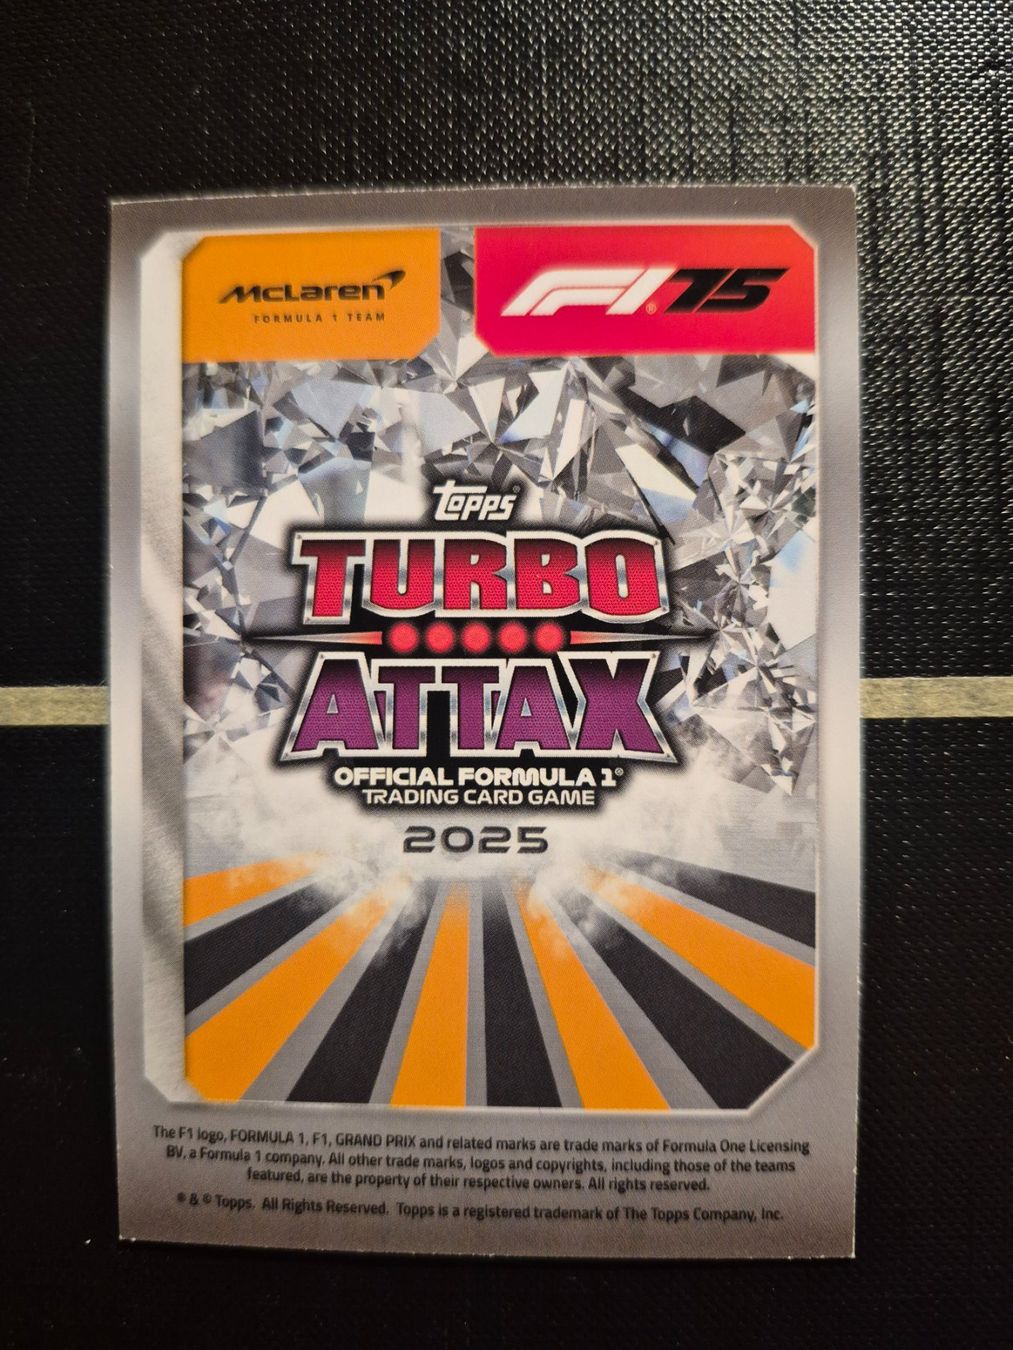 McLaren
FORMULA 1 TEAM
F1® 75
topps®
TURBO
ATTAX
OFFICIAL FORMULA 1®
TRADING CARD GAME
2025
The F1 logo, FORMULA 1, F1, GRAND PRIX and related marks are trade marks of Formula One Licensing
BV, a Formula 1 company. All other trade marks, logos and copyrights, including those of the teams
featured, are the property of their respective owners. All rights reserved.
® & © Topps. All Rights Reserved. Topps is a registered trademark of The Topps Company, Inc.